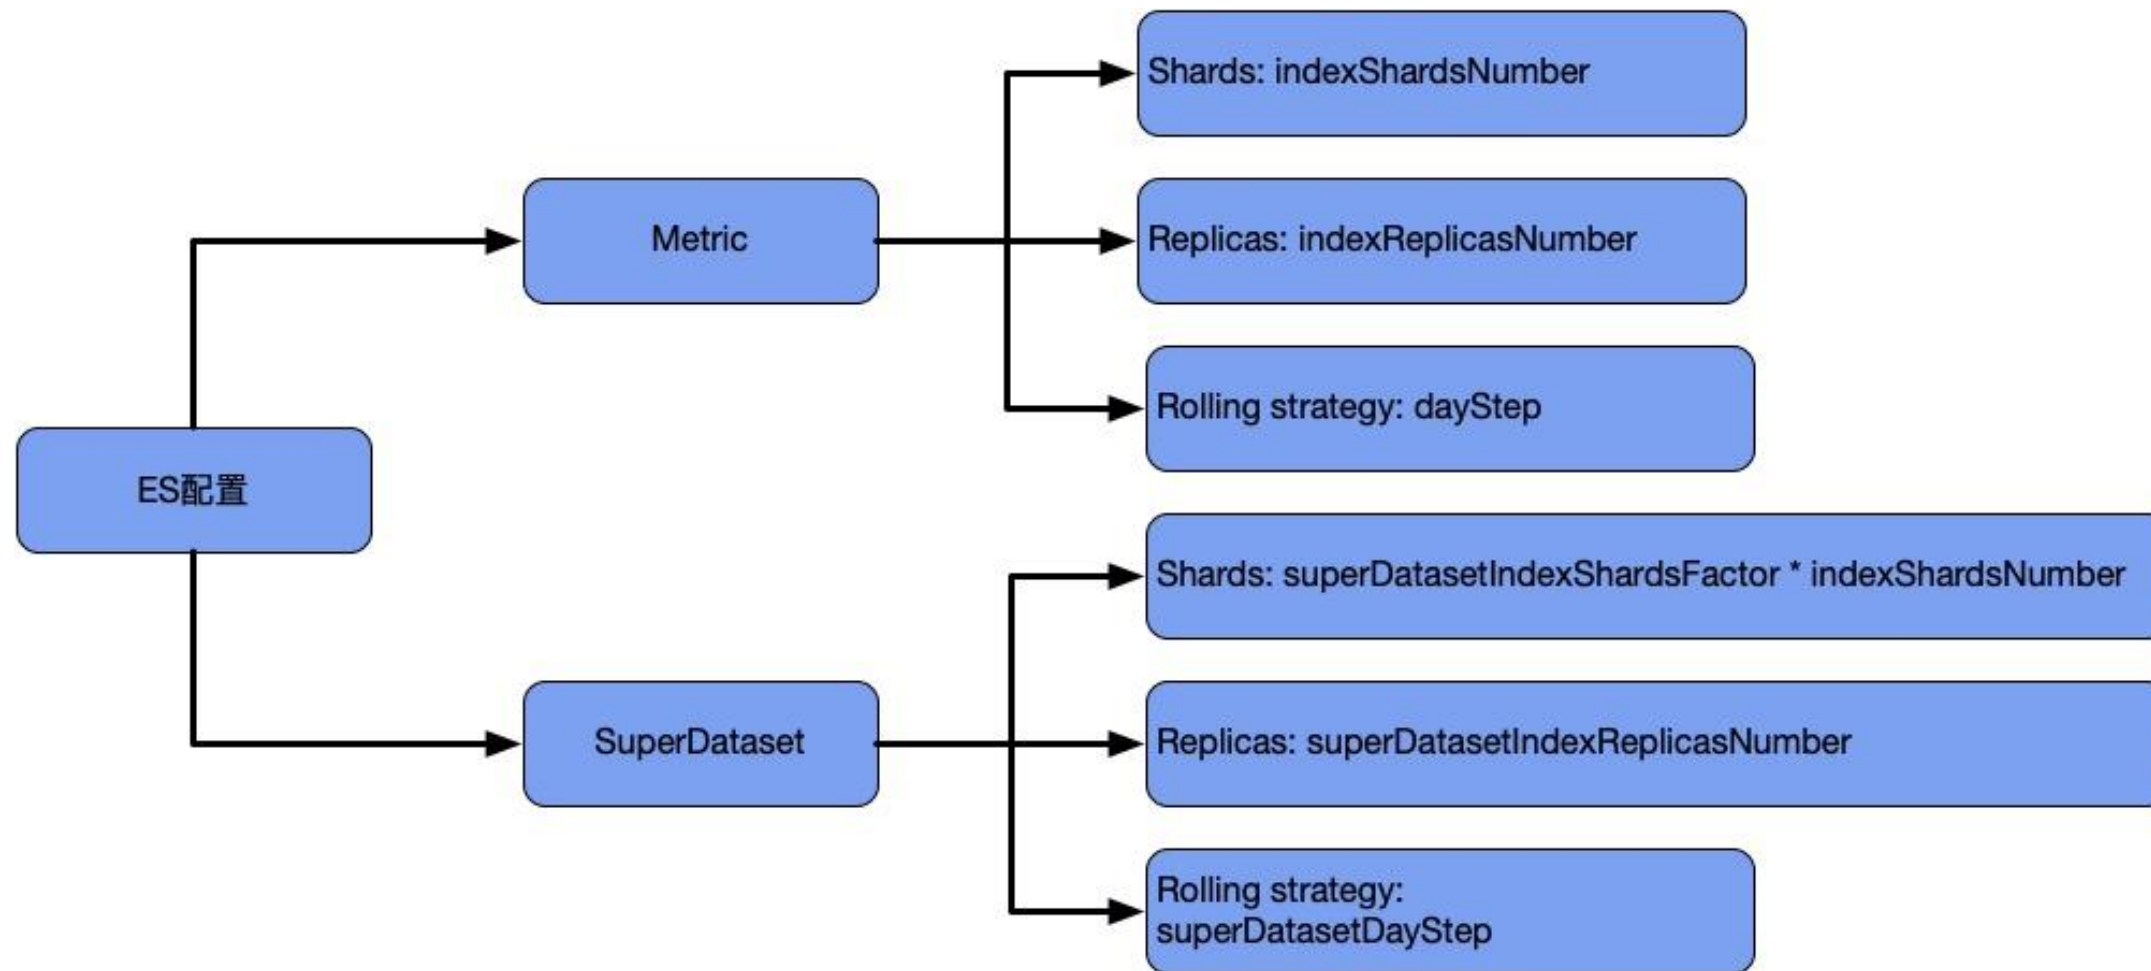 ES配置
Metric
Shards: indexShardsNumber
Replicas: indexReplicasNumber
Rolling strategy: dayStep
SuperDataset
Shards: superDatasetIndexShardsFactor * indexShardsNumber
Replicas: superDatasetIndexReplicasNumber
Rolling strategy:
superDatasetDayStep